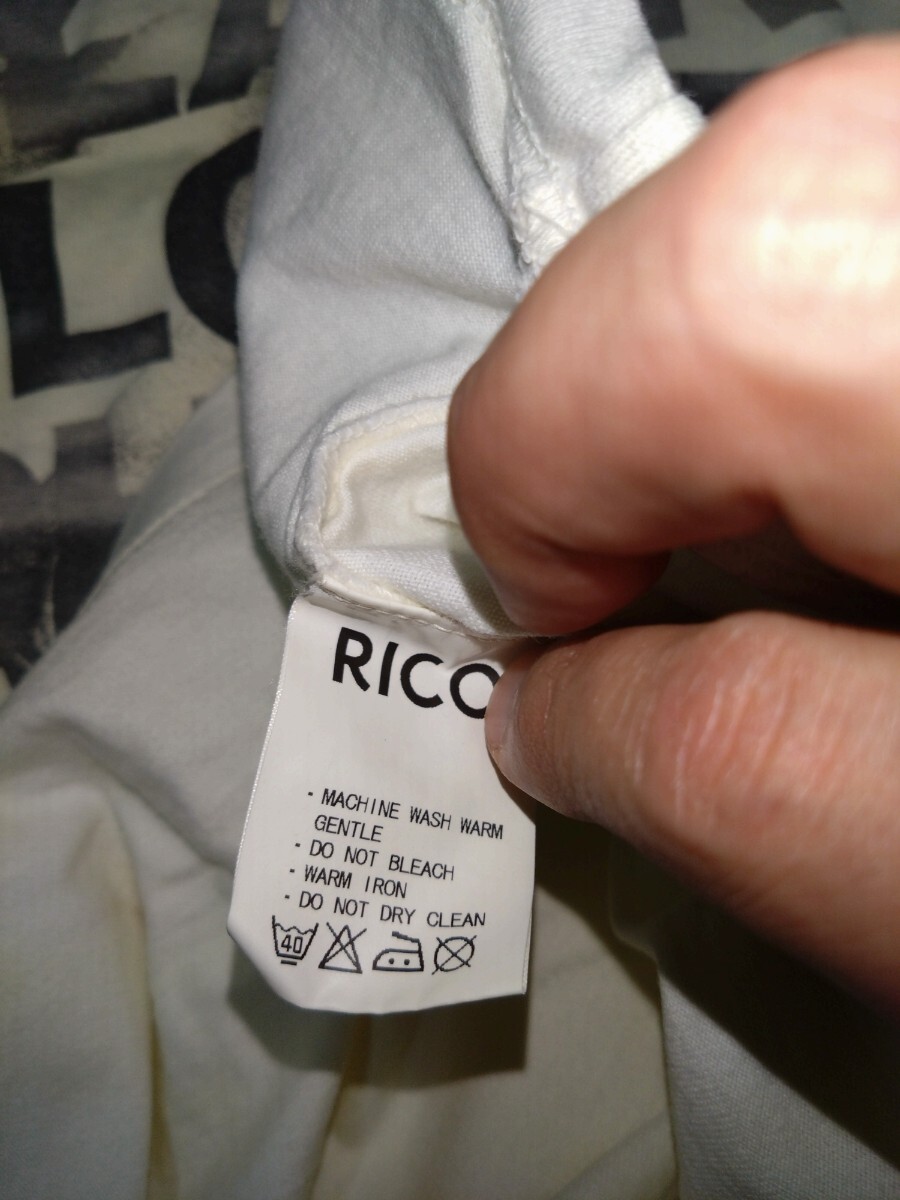 RICO
· MACHINE WASH WARM
GENTLE
· DO NOT BLEACH
· WARM IRON
· DO NOT DRY CLEAN
40